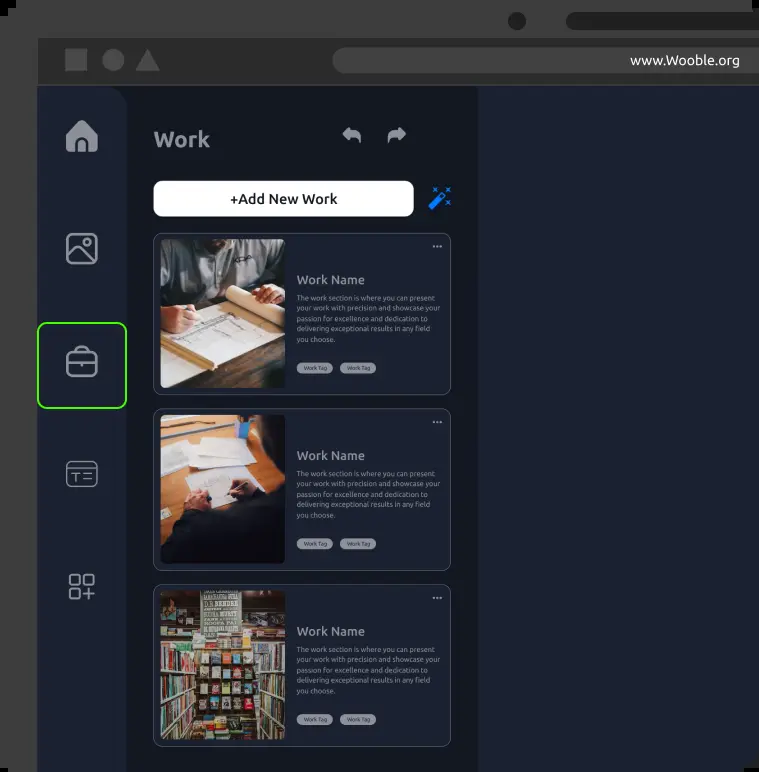 www.Wooble.org
Work
+Add New Work
Work Name
The work section is where you can present
your work with precision and showcase your
passion for excellence and dedication to
delivering exceptional results in any field
you choose.
Work Tag Work Tag
Work Name
The work section is where you can present
your work with precision and showcase your
passion for excellence and dedication to
delivering exceptional results in any field
you choose.
Work Tag Work Tag
Work Name
The work section is where you can present
your work with precision and showcase your
passion for excellence and dedication to
delivering exceptional results in any field
you choose.
Work Tag Work Tag